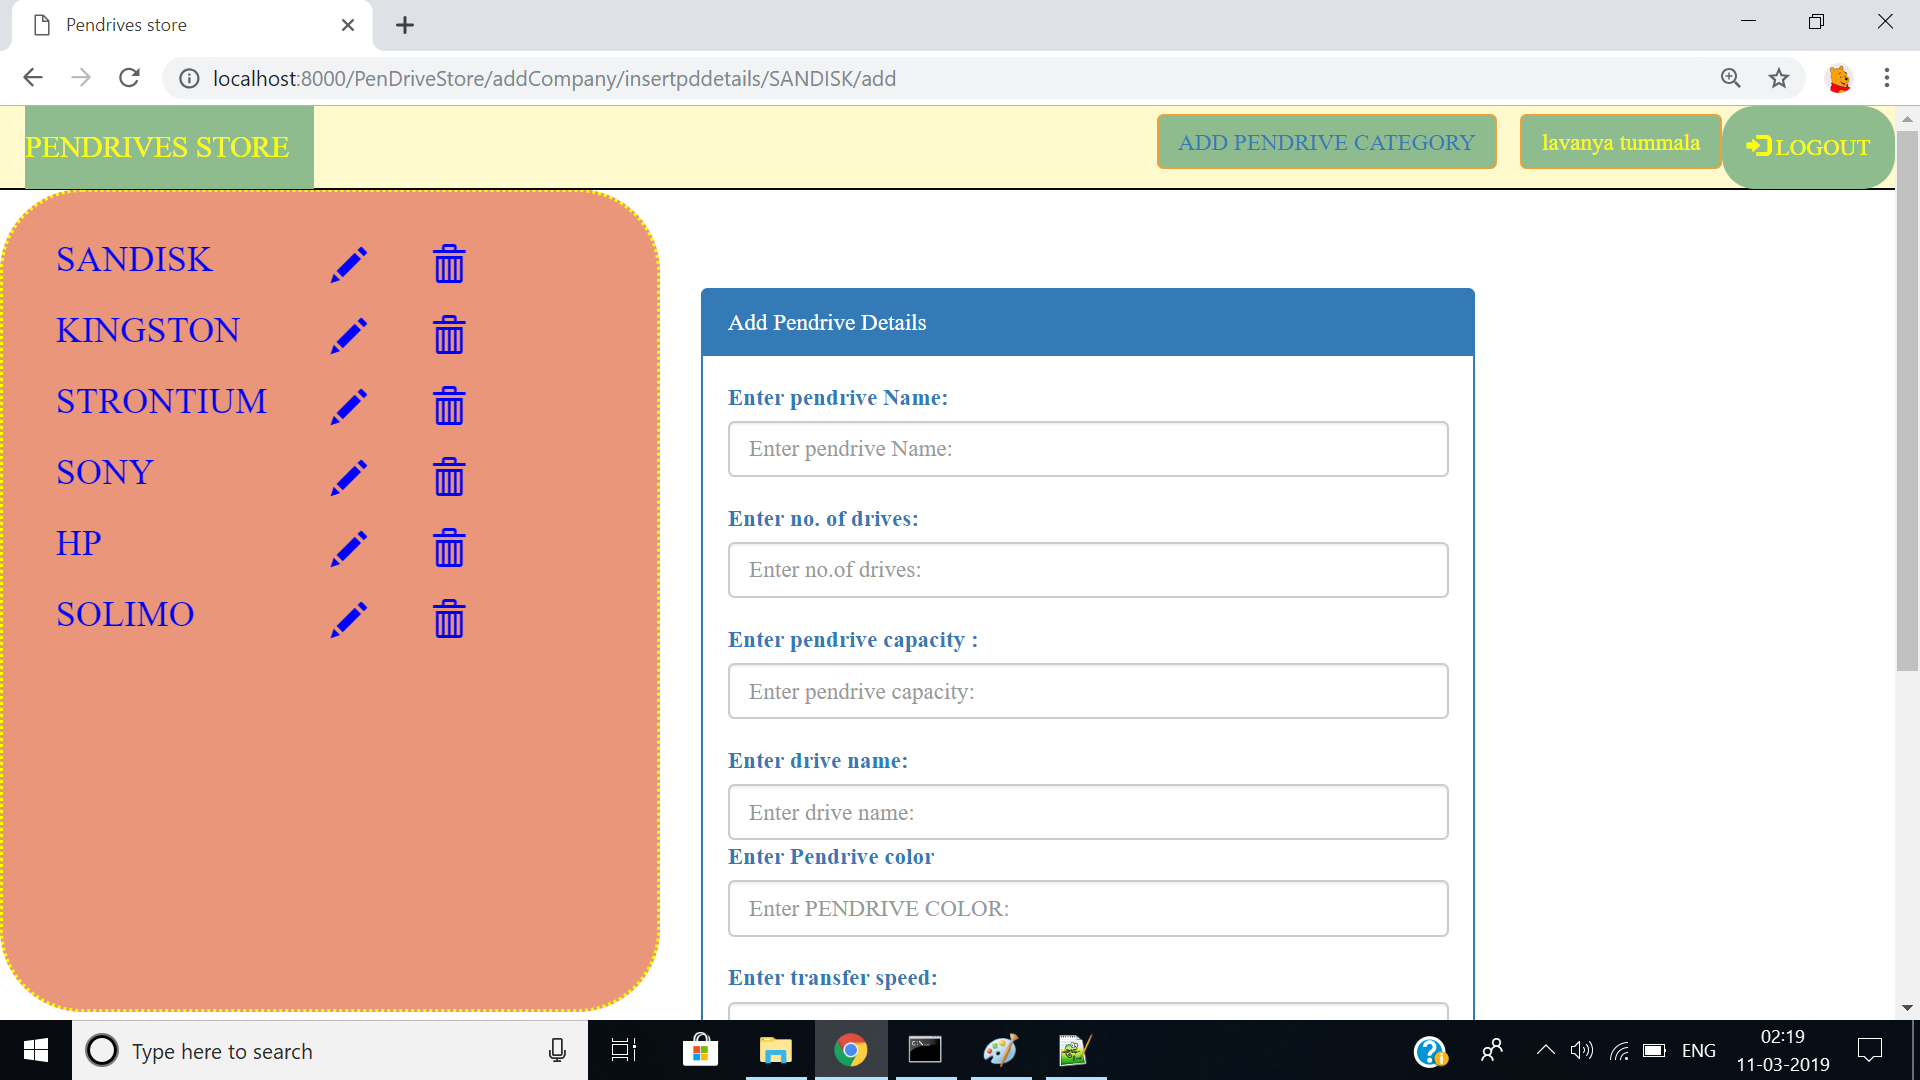 Pendrives store
localhost:8000/PenDriveStore/addCompany/insertpddetails/SANDISK/add
PENDRIVES STORE
ADD PENDRIVE CATEGORY
lavanya tummala
LOGOUT
SANDISK
KINGSTON
STRONTIUM
SONY
HP
SOLIMO
Add Pendrive Details
Enter pendrive Name:
Enter pendrive Name:
Enter no. of drives:
Enter no.of drives:
Enter pendrive capacity :
Enter pendrive capacity:
Enter drive name:
Enter drive name:
Enter Pendrive color
Enter PENDRIVE COLOR:
Enter transfer speed:
Type here to search
ENG
02:19
11-03-2019